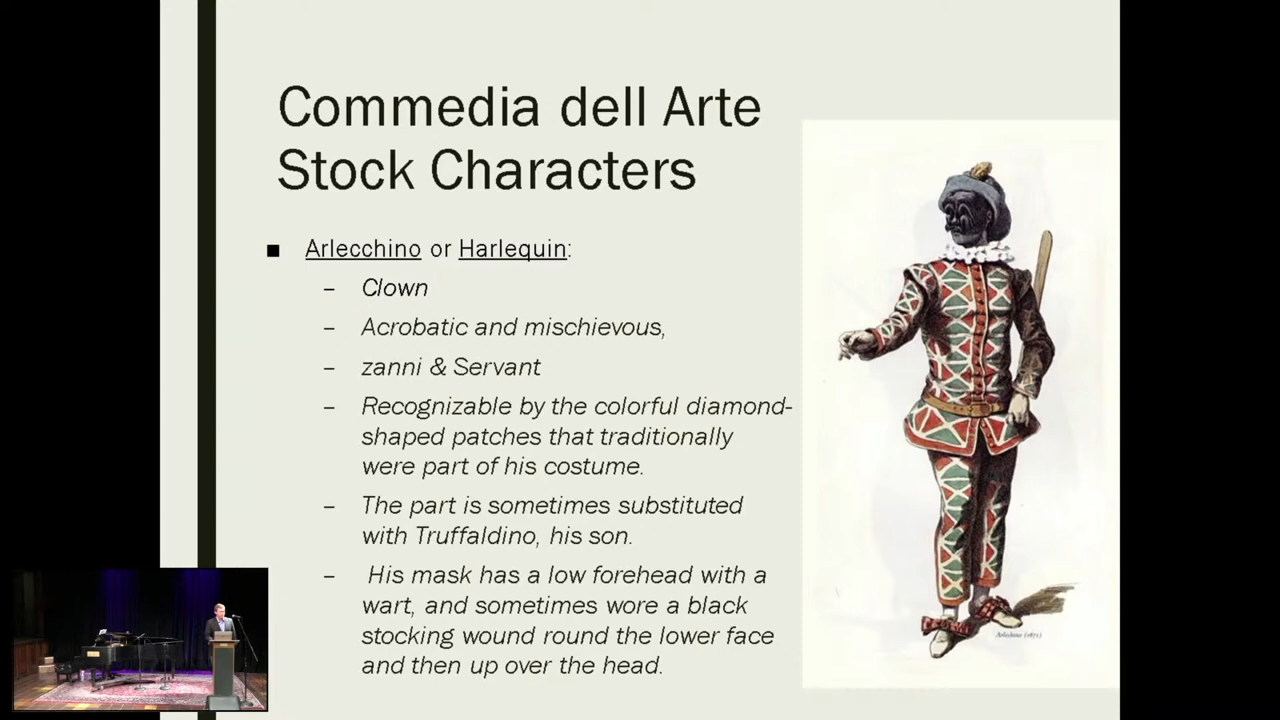 Commedia dell Arte
Stock Characters
■ Arlecchino or Harlequin:
– Clown
– Acrobatic and mischievous,
– zanni & Servant
– Recognizable by the colorful diamond-
shaped patches that traditionally
were part of his costume.
– The part is sometimes substituted
with Truffaldino, his son.
– His mask has a low forehead with a
wart, and sometimes wore a black
stocking wound round the lower face
and then up over the head.
Arlechino (1671)